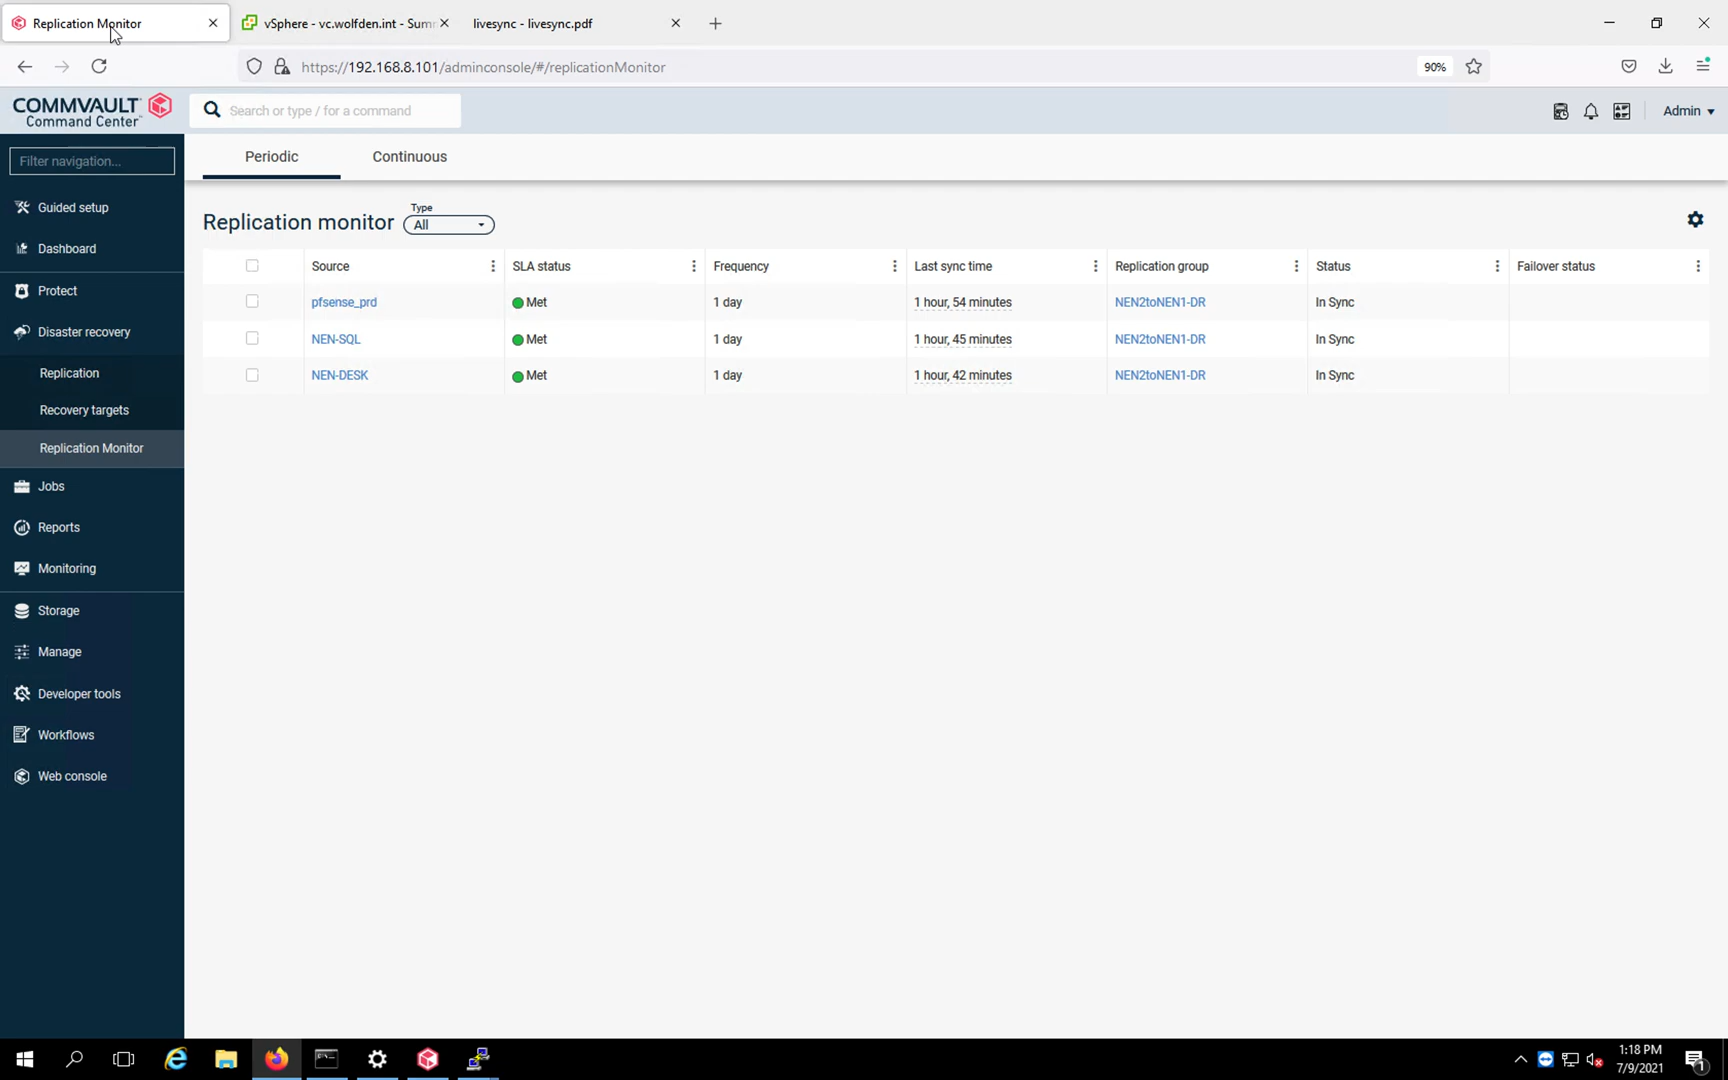 Replication Monitor
vSphere - vc.wolfden.int - Sum
livesync - livesync.pdf
https://192.168.8.101/adminconsole/#/replicationMonitor
90%
COMMVAULT
Command Center
Search or type / for a command
Admin
Filter navigation...
Guided setup
Dashboard
Protect
Disaster recovery
Replication
Recovery targets
Replication Monitor
Jobs
Reports
Monitoring
Storage
Manage
Developer tools
Workflows
Web console
Periodic
Continuous
Replication monitor
Type
All
Source SLA status Frequency Last sync time Replication group Status Failover status
pfsense_prd Met 1 day 1 hour, 54 minutes NEN2toNEN1-DR In Sync
NEN-SQL Met 1 day 1 hour, 45 minutes NEN2toNEN1-DR In Sync
NEN-DESK Met 1 day 1 hour, 42 minutes NEN2toNEN1-DR In Sync
1:18 PM
7/9/2021
1